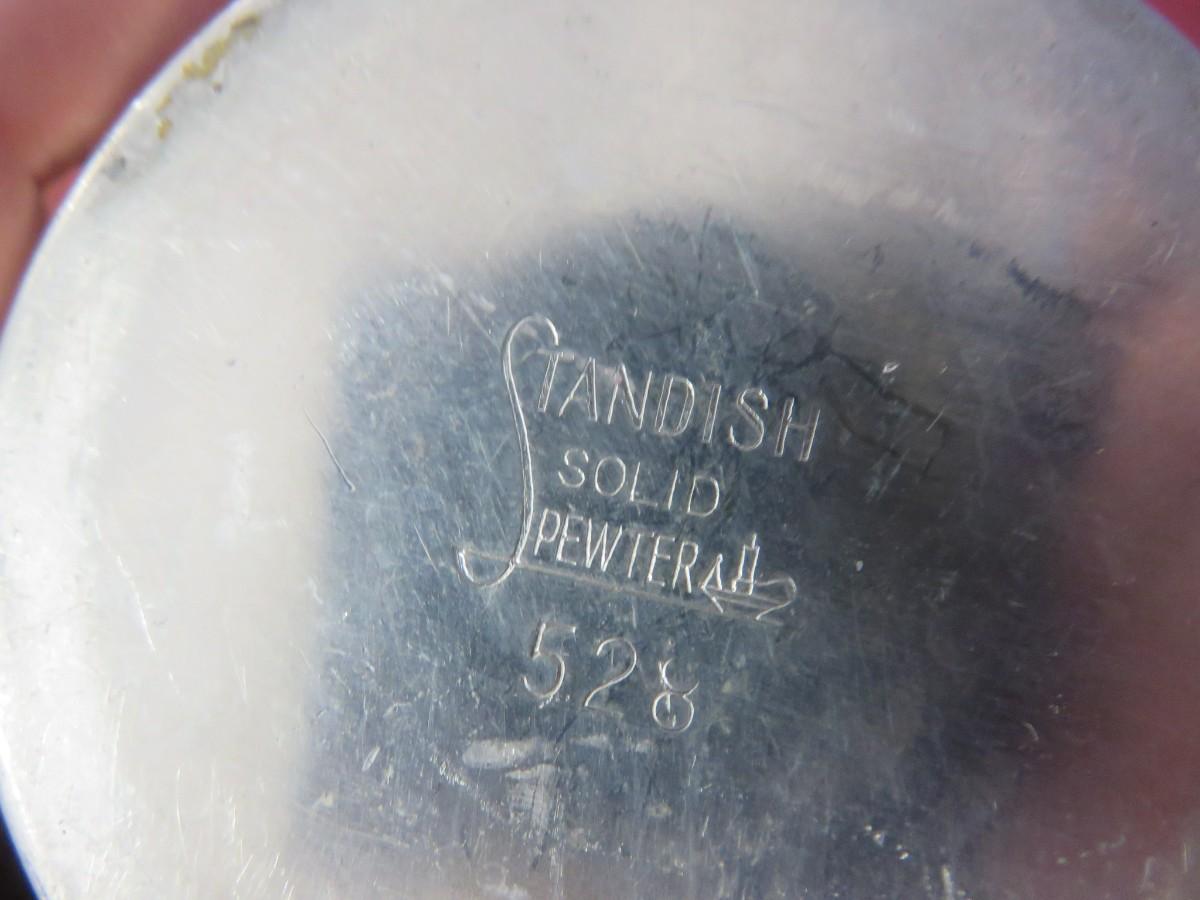 STANDISH
SOLID
PEWTER
528